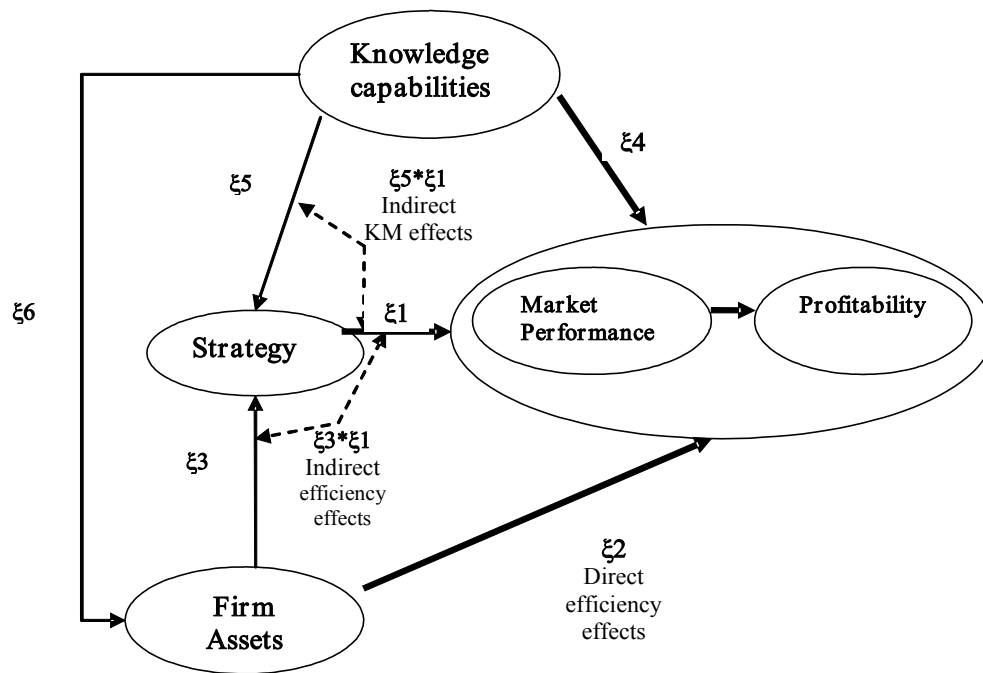 Knowledge
capabilities
ξ4
ξ5
ξ5*ξ1
Indirect
KM effects
ξ6
ξ1
Strategy
Market
Performance
Profitability
ξ3
ξ3*ξ1
Indirect
efficiency
effects
ξ2
Direct
efficiency
effects
Firm
Assets